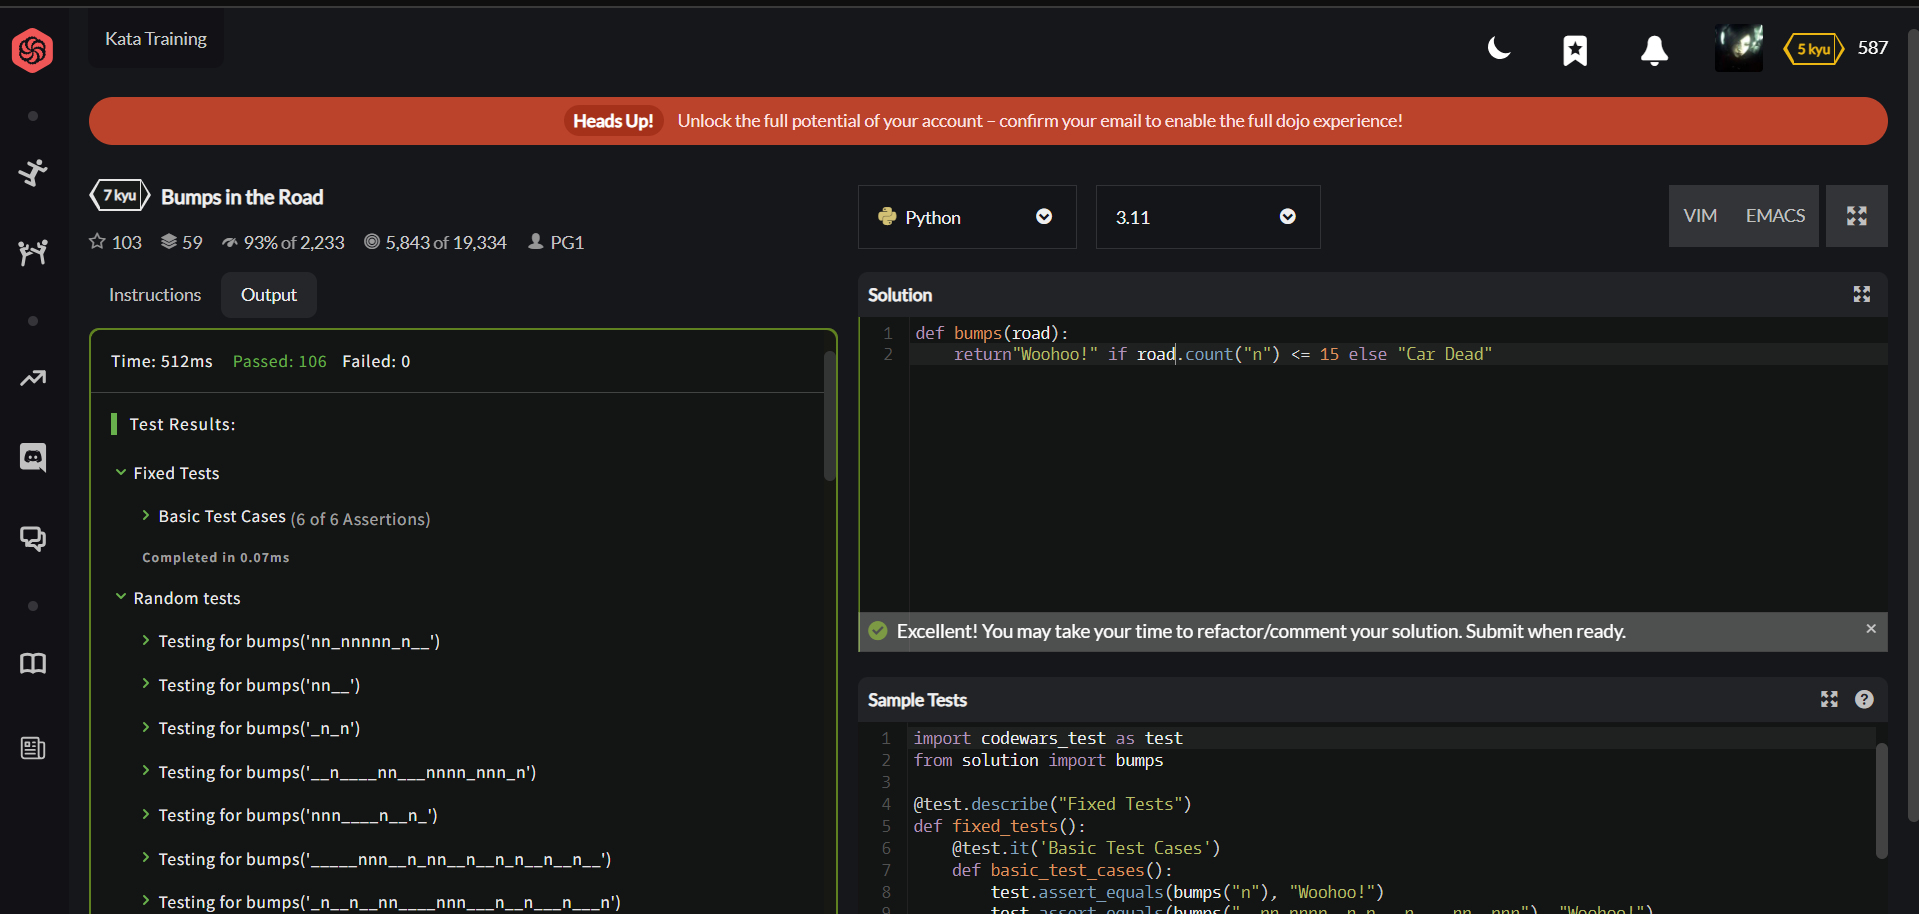 Kata Training
5 kyu 587
Heads Up! Unlock the full potential of your account – confirm your email to enable the full dojo experience!
7 kyu Bumps in the Road
103 59 93% of 2,233 5,843 of 19,334 PG1
Instructions Output
Time: 512ms Passed: 106 Failed: 0
Test Results:
Fixed Tests
Basic Test Cases (6 of 6 Assertions)
Completed in 0.07ms
Random tests
Testing for bumps('nn_nnnnn_n__')
Testing for bumps('nn__')
Testing for bumps('_n_n')
Testing for bumps('__n____nn___nnnn_nnn_n')
Testing for bumps('nnn____n__n_')
Testing for bumps('_____nnn__n_nn__n__n_n__n__n__')
Testing for bumps('_n__n__nn____nnn___n__n___n___n')
Python 3.11 VIM EMACS
Solution
1 def bumps(road):
2     return"Woohoo!" if road.count("n") <= 15 else "Car Dead"
Excellent! You may take your time to refactor/comment your solution. Submit when ready.
Sample Tests
1 import codewars_test as test
2 from solution import bumps
3
4 @test.describe("Fixed Tests")
5 def fixed_tests():
6     @test.it('Basic Test Cases')
7     def basic_test_cases():
8         test.assert_equals(bumps("n"), "Woohoo!")